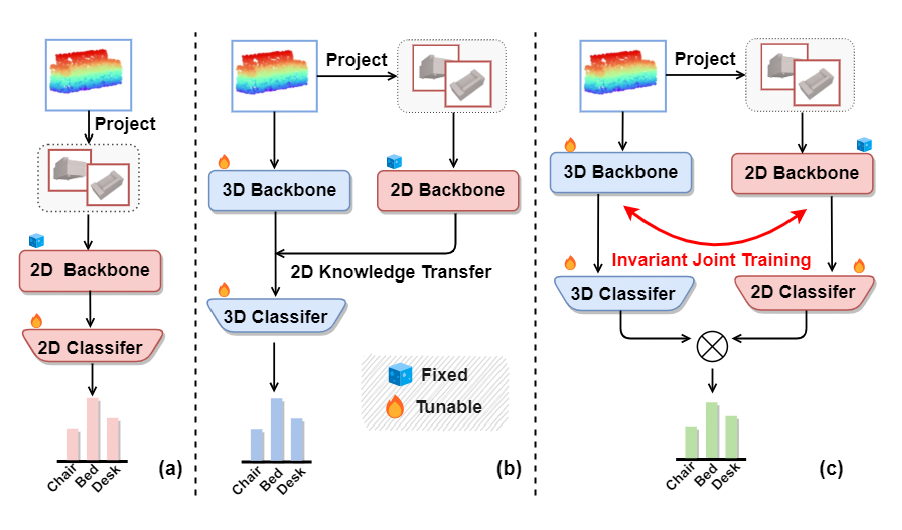 Project
2D Backbone
2D Classifer
Chair
Bed
Desk
(a)
Project
3D Backbone
2D Backbone
2D Knowledge Transfer
3D Classifer
Fixed
Tunable
Chair
Bed
Desk
(b)
Project
3D Backbone
2D Backbone
Invariant Joint Training
3D Classifer
2D Classifer
Chair
Bed
Desk
(c)